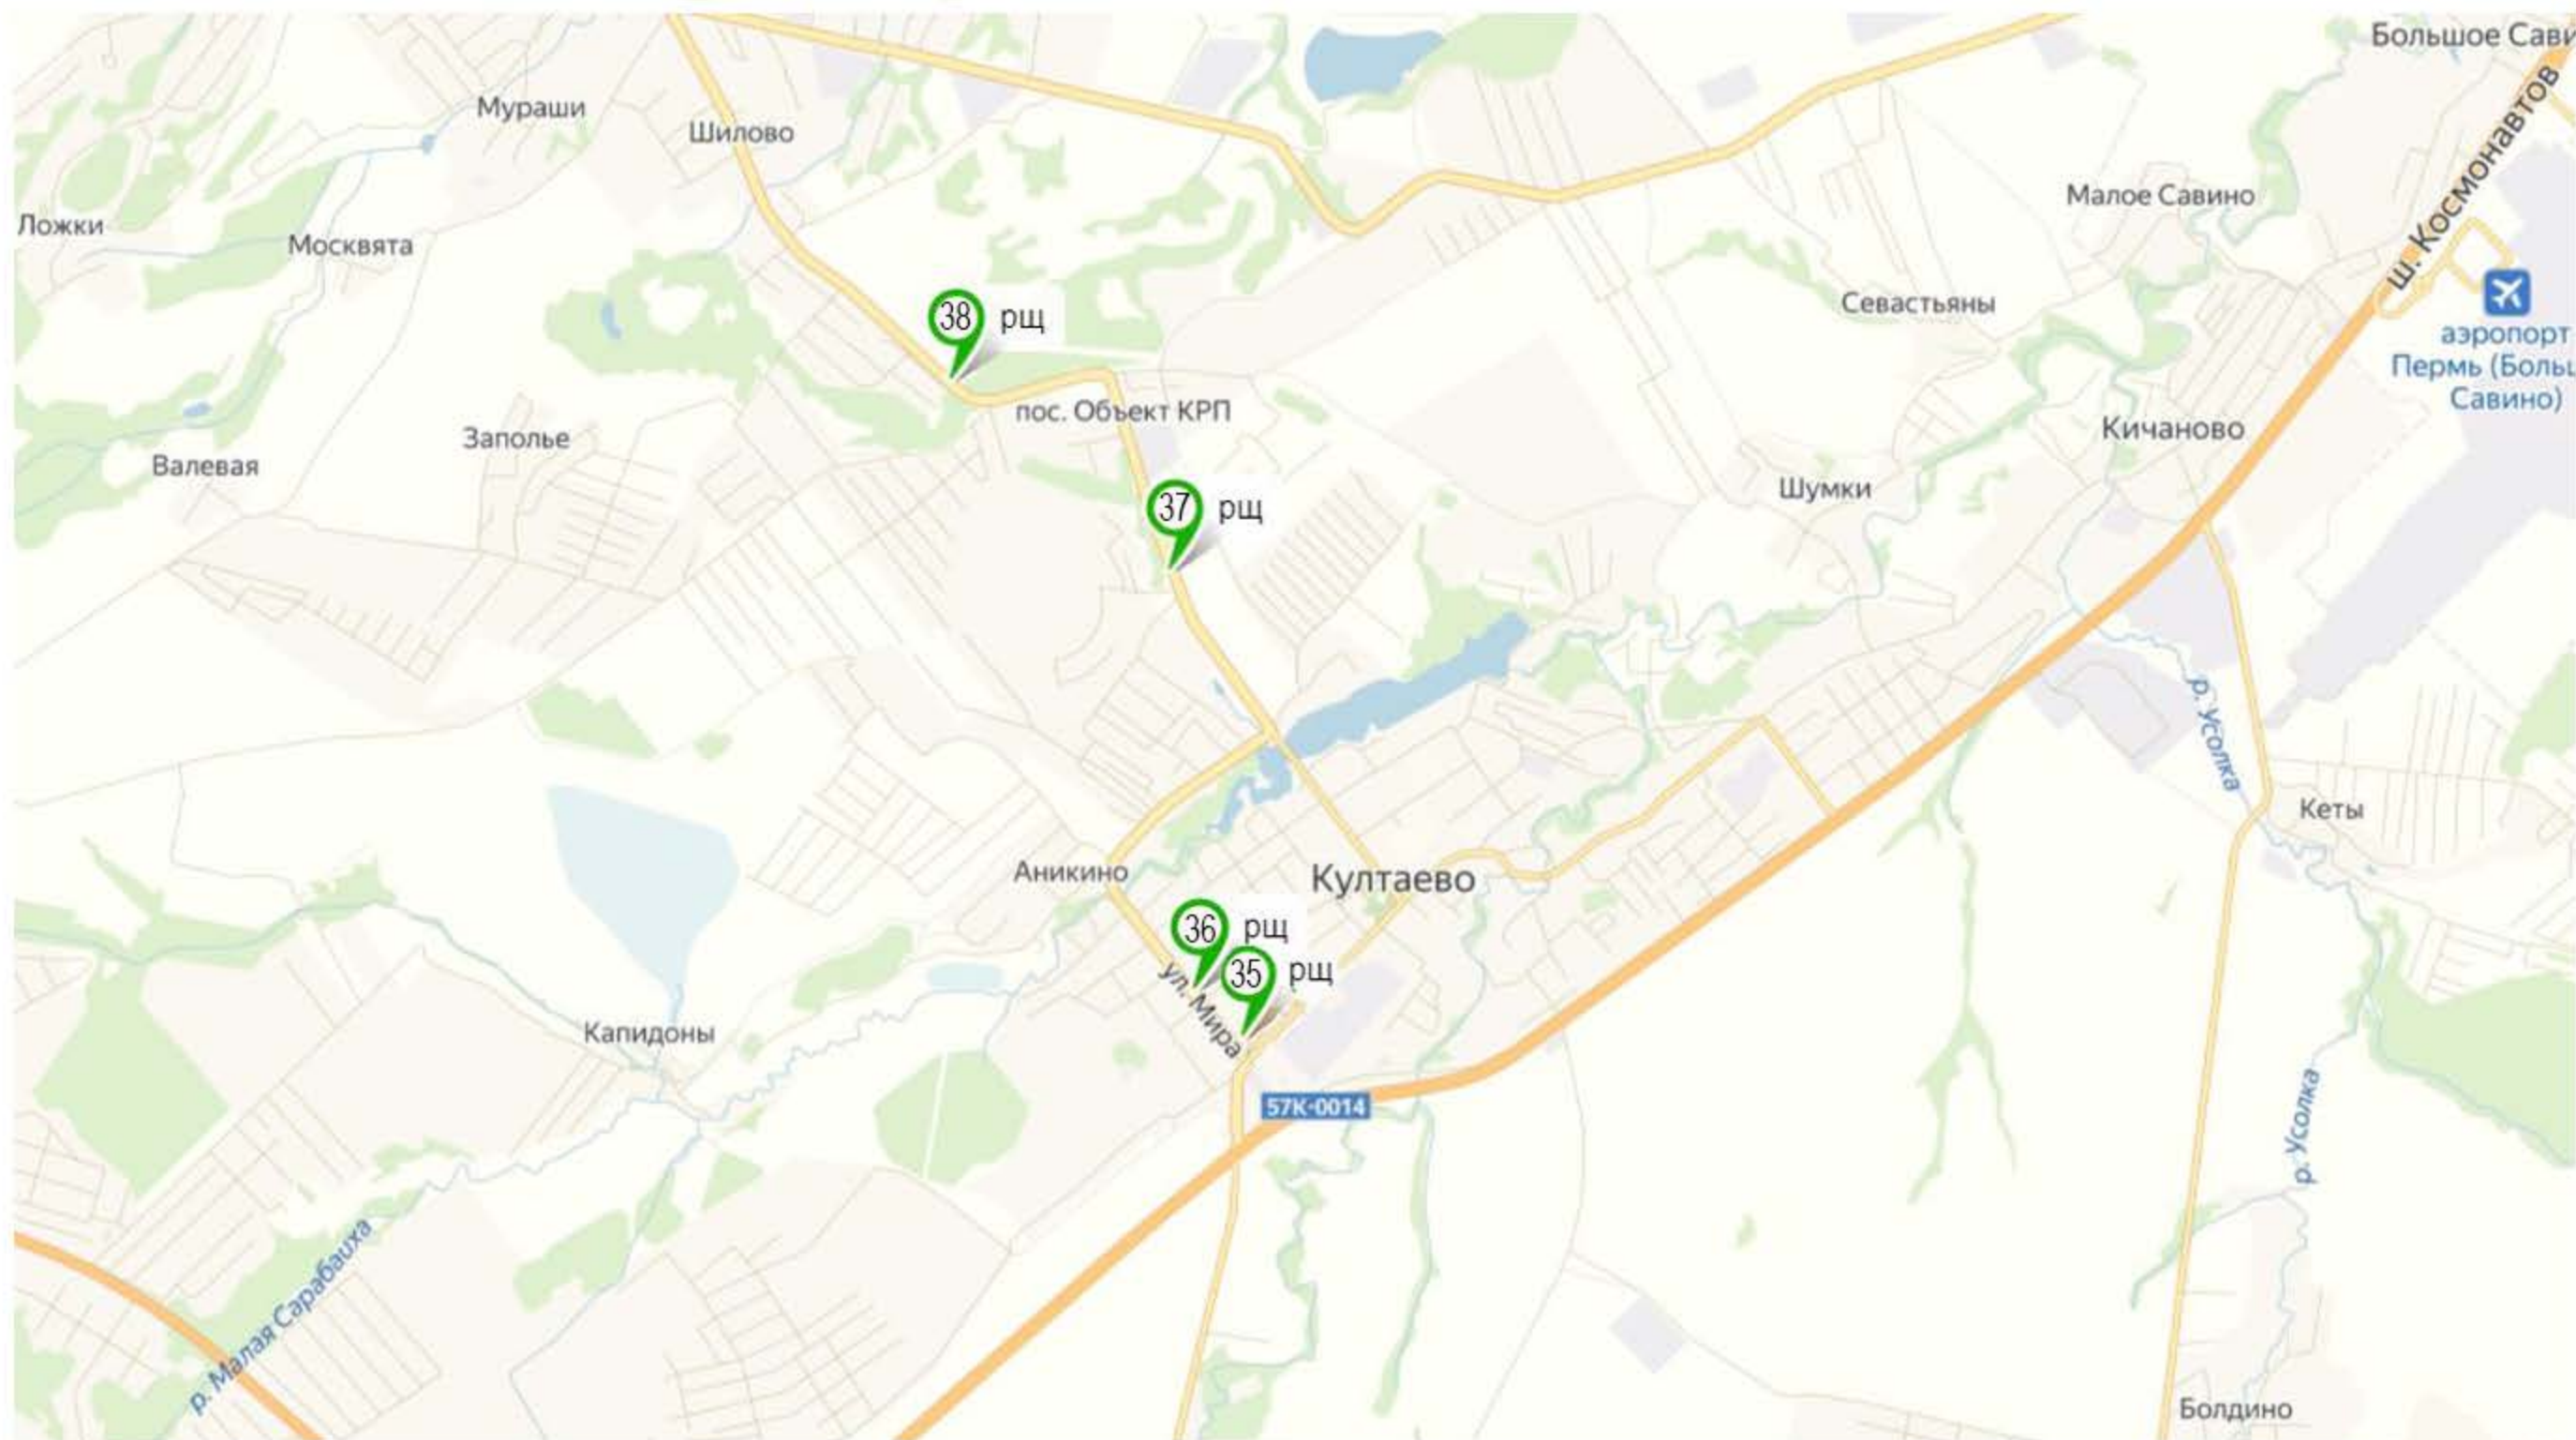 Большое Сави
Мураши
Шилово
ш. Космонавтов
Малое Савино
Ложки
Москвята
38 рщ
Севастьяны
аэропорт
Пермь (Боль
Савино)
пос. Объект КРП
Кичаново
Заполье
Валевая
Шумки
37 рщ
р. Усолка
Кеты
Аникино
Култаево
36 рщ
35 рщ
ул. Мира
Капидоны
57К-0014
р. Усолка
р. Малая Сарабаиха
Болдино